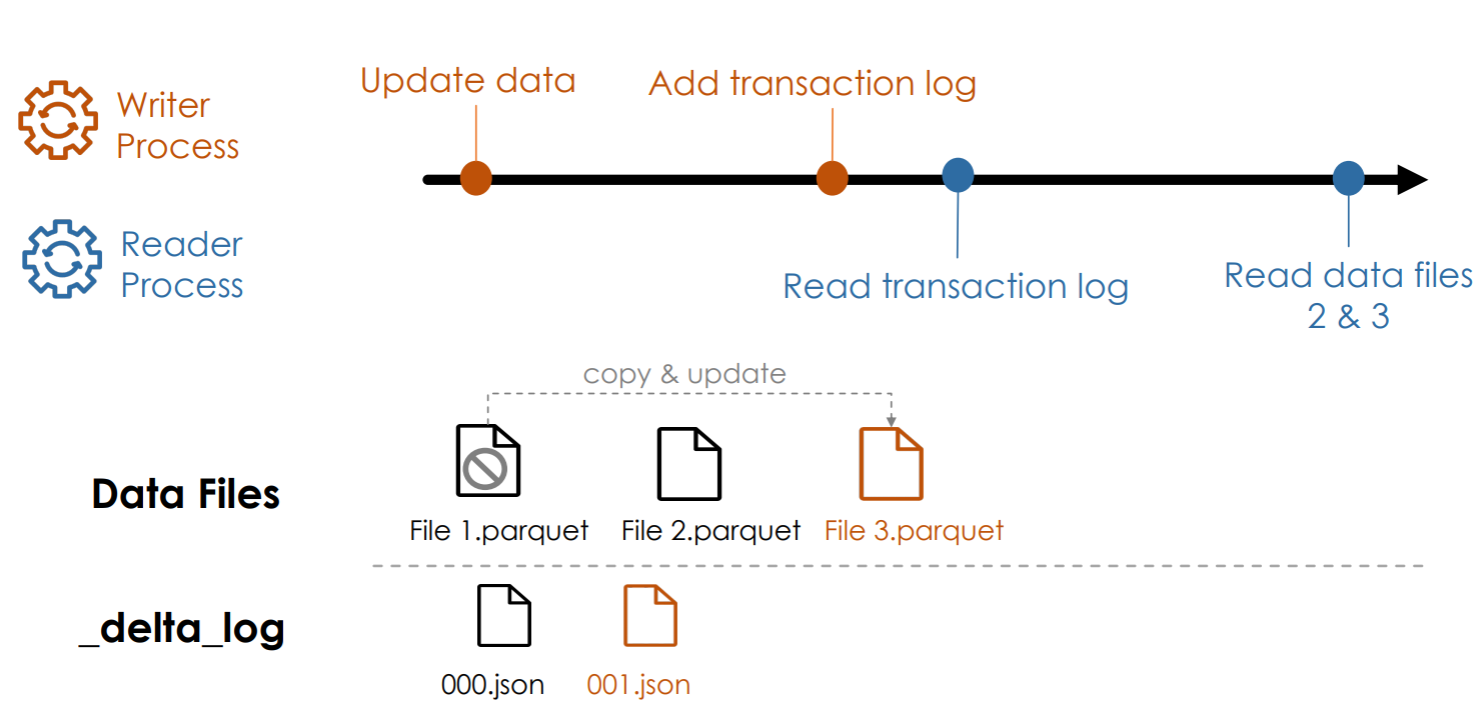 Update data
Add transaction log
Writer
Process
Reader
Process
Read transaction log
Read data files
2 & 3
copy & update
Data Files
File 1.parquet
File 2.parquet
File 3.parquet
_delta_log
000.json
001.json